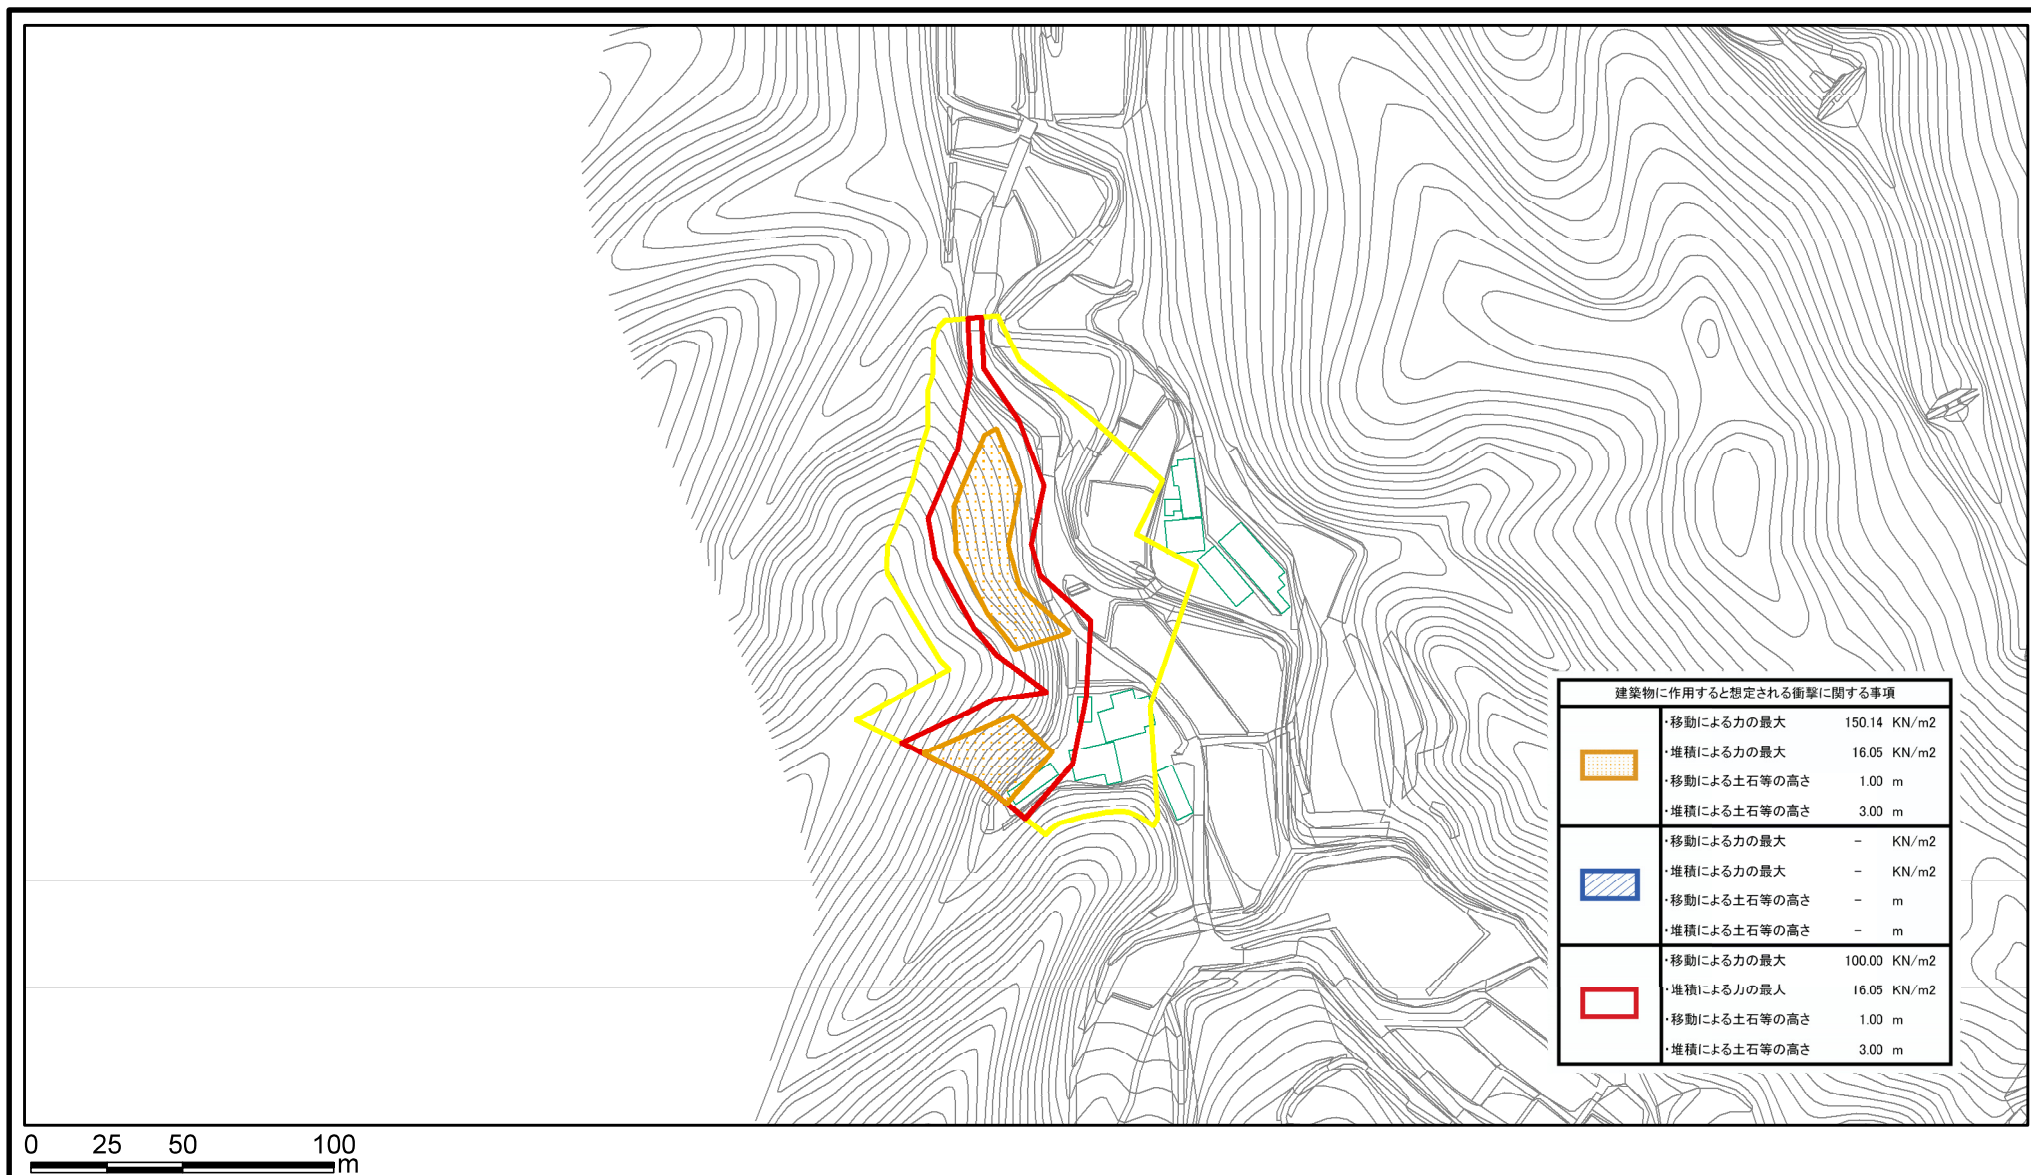 建築物に作用すると想定される衝撃に関する事項
・移動による力の最大 150.14 KN/m2
・堆積による力の最大 16.05 KN/m2
・移動による土石等の高さ 1.00 m
・堆積による土石等の高さ 3.00 m
・移動による力の最大 − KN/m2
・堆積による力の最大 − KN/m2
・移動による土石等の高さ − m
・堆積による土石等の高さ − m
・移動による力の最大 100.00 KN/m2
・堆積による力の最大 16.05 KN/m2
・移動による土石等の高さ 1.00 m
・堆積による土石等の高さ 3.00 m
0 25 50 100
m